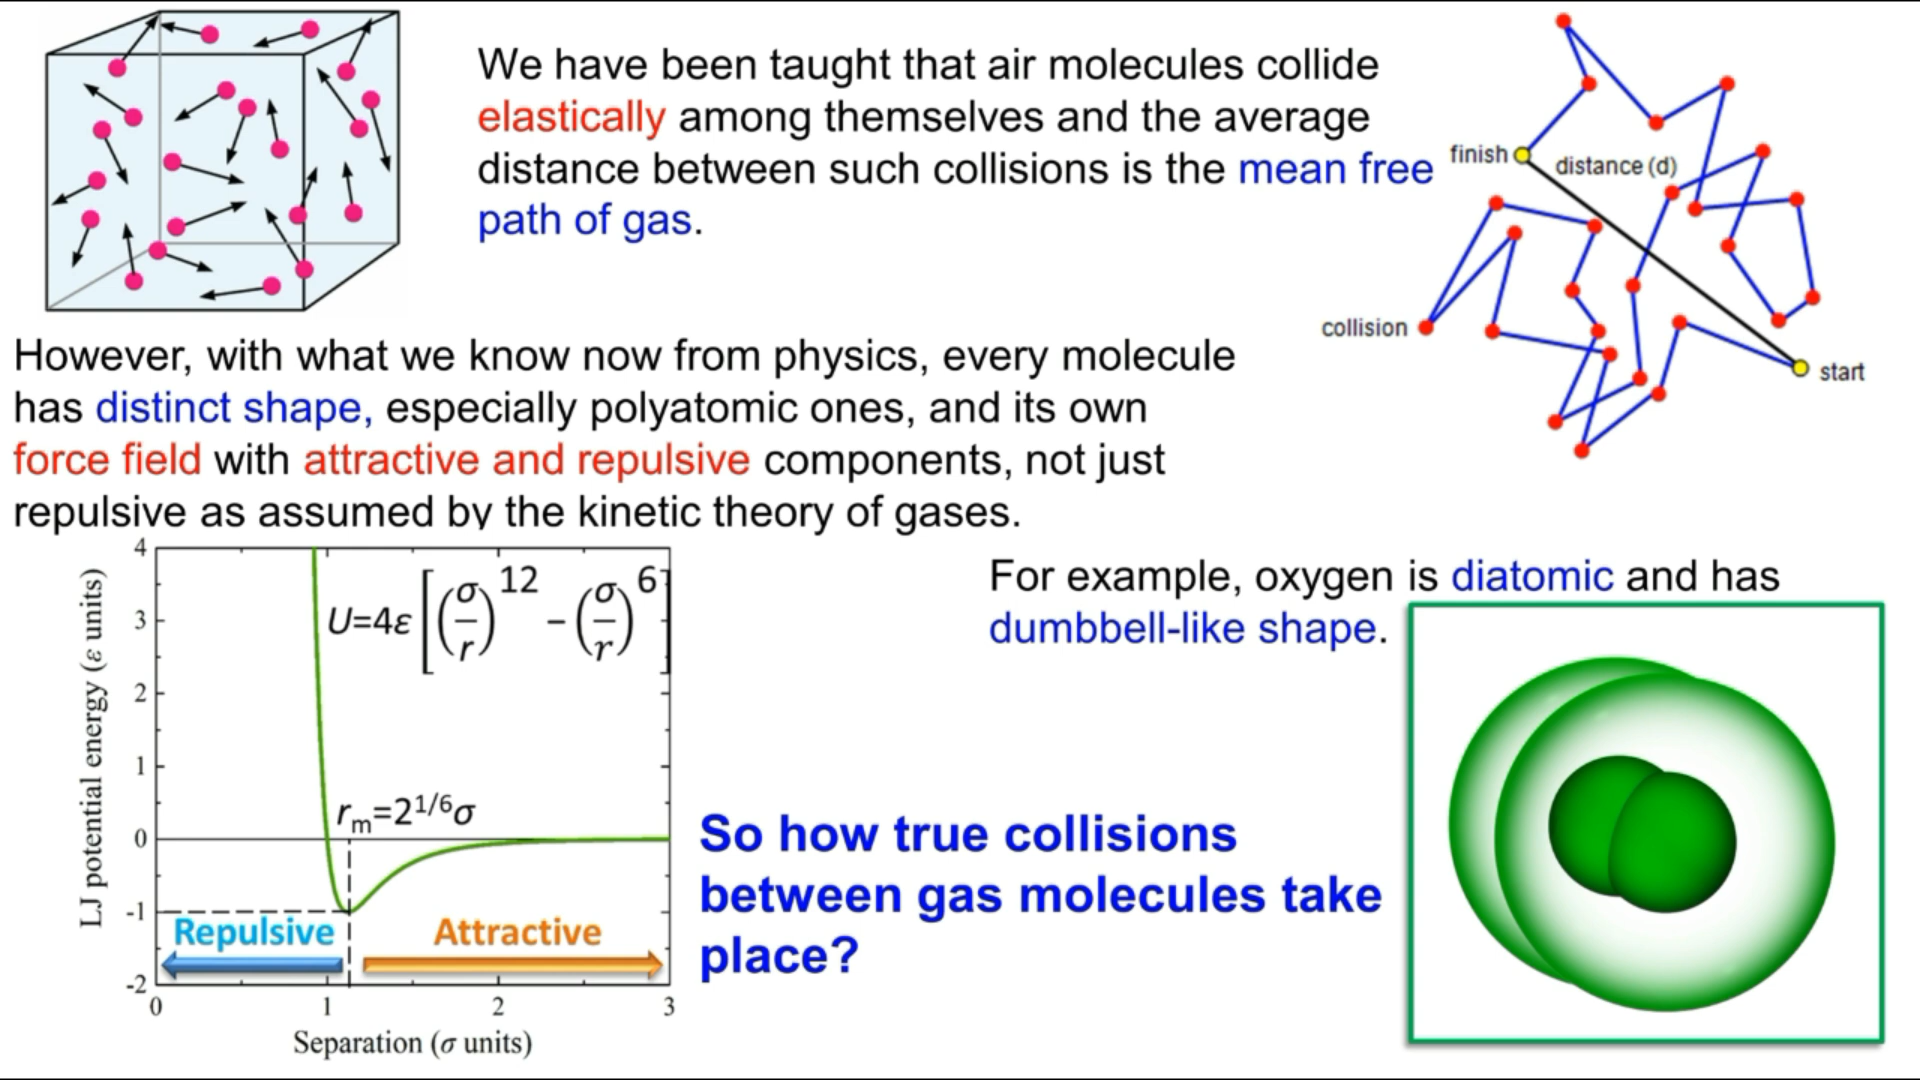 We have been taught that air molecules collide
elastically among themselves and the average
distance between such collisions is the mean free
path of gas.
finish
distance (d)
collision
start
However, with what we know now from physics, every molecule
has distinct shape, especially polyatomic ones, and its own
force field with attractive and repulsive components, not just
repulsive as assumed by the kinetic theory of gases.
4
3
2
1
0
-1
-2
LJ potential energy (ε units)
U=4ε[(σ/r)^12 − (σ/r)^6]
r_m=2^1/6σ
Repulsive
Attractive
0 1 2 3
Separation (σ units)
For example, oxygen is diatomic and has
dumbbell-like shape.
So how true collisions
between gas molecules take
place?